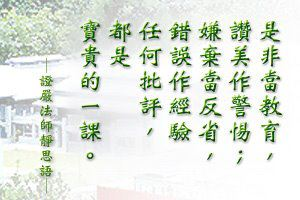 是非當教育，
讚美作警惕；
嫌棄當反省，
錯誤作經驗
任何批評，
都是
寶貴的一課。
—證嚴法師靜思語—